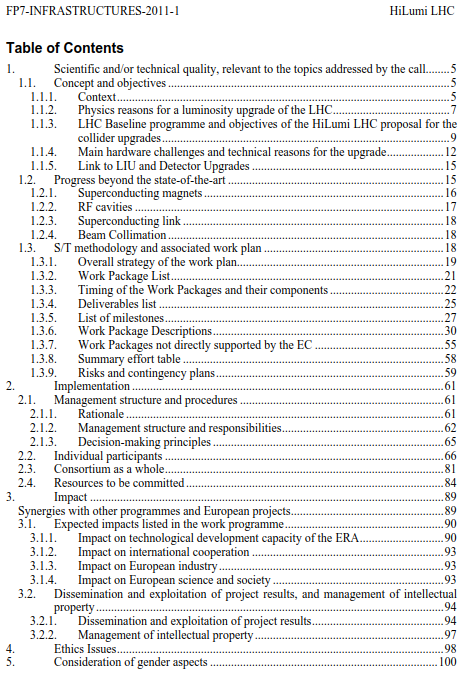 FP7-INFRASTRUCTURES-2011-1 HiLumi LHC
Table of Contents
1. Scientific and/or technical quality, relevant to the topics addressed by the call........5
1.1. Concept and objectives ........5
1.1.1. Context........5
1.1.2. Physics reasons for a luminosity upgrade of the LHC........7
1.1.3. LHC Baseline programme and objectives of the HiLumi LHC proposal for the
collider upgrades........9
1.1.4. Main hardware challenges and technical reasons for the upgrade........12
1.1.5. Link to LIU and Detector Upgrades ........15
1.2. Progress beyond the state-of-the-art ........15
1.2.1. Superconducting magnets........16
1.2.2. RF cavities ........17
1.2.3. Superconducting link ........18
1.2.4. Beam Collimation........18
1.3. S/T methodology and associated work plan ........18
1.3.1. Overall strategy of the work plan........19
1.3.2. Work Package List........21
1.3.3. Timing of the Work Packages and their components ........22
1.3.4. Deliverables list ........25
1.3.5. List of milestones........27
1.3.6. Work Package Descriptions........30
1.3.7. Work Packages not directly supported by the EC ........55
1.3.8. Summary effort table ........58
1.3.9. Risks and contingency plans........59
2. Implementation ........61
2.1. Management structure and procedures ........61
2.1.1. Rationale ........61
2.1.2. Management structure and responsibilities........62
2.1.3. Decision-making principles ........65
2.2. Individual participants ........66
2.3. Consortium as a whole........81
2.4. Resources to be committed ........84
3. Impact ........89
Synergies with other programmes and European projects........89
3.1. Expected impacts listed in the work programme........90
3.1.1. Impact on technological development capacity of the ERA........90
3.1.2. Impact on international cooperation ........93
3.1.3. Impact on European industry ........93
3.1.4. Impact on European science and society ........93
3.2. Dissemination and exploitation of project results, and management of intellectual
property........94
3.2.1. Dissemination and exploitation of project results........94
3.2.2. Management of intellectual property........97
4. Ethics Issues........98
5. Consideration of gender aspects ........100